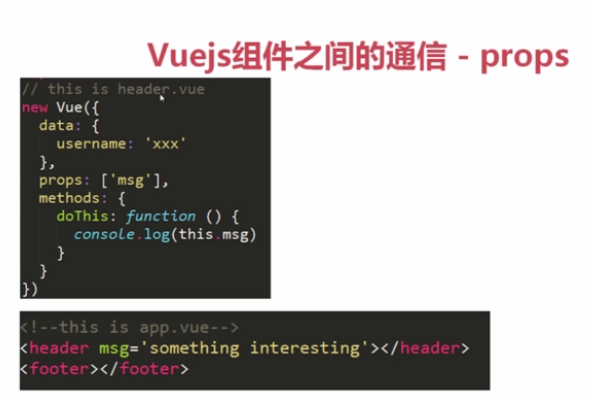 Vuejs组件之间的通信 - props
// this is header.vue
new Vue({
  data: {
    username: 'xxx'
  },
  props: ['msg'],
  methods: {
    doThis: function () {
      console.log(this.msg)
    }
  }
})
<!--this is app.vue-->
<header msg='something interesting'></header>
<footer></footer>